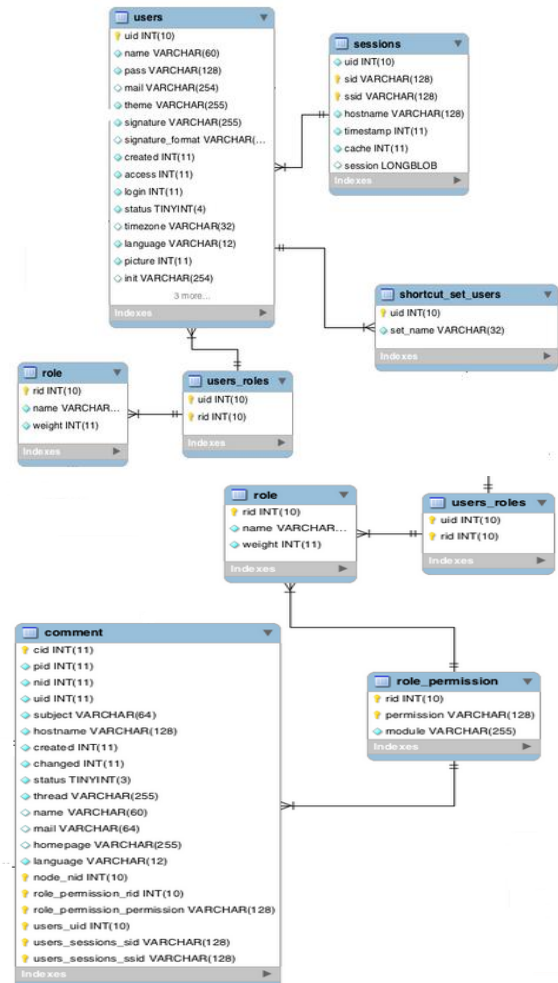 users
uid INT(10)
name VARCHAR(60)
pass VARCHAR(128)
mail VARCHAR(254)
theme VARCHAR(255)
signature VARCHAR(255)
signature_format VARCHAR(...
created INT(11)
access INT(11)
login INT(11)
status TINYINT(4)
timezone VARCHAR(32)
language VARCHAR(12)
picture INT(11)
init VARCHAR(254)
3 more...
Indexes
sessions
uid INT(10)
sid VARCHAR(128)
ssid VARCHAR(128)
hostname VARCHAR(128)
timestamp INT(11)
cache INT(11)
session LONGBLOB
Indexes
shortcut_set_users
uid INT(10)
set_name VARCHAR(32)
Indexes
role
rid INT(10)
name VARCHAR...
weight INT(11)
Indexes
users_roles
uid INT(10)
rid INT(10)
Indexes
role
rid INT(10)
name VARCHAR...
weight INT(11)
Indexes
users_roles
uid INT(10)
rid INT(10)
Indexes
comment
cid INT(11)
pid INT(11)
nid INT(11)
uid INT(11)
subject VARCHAR(64)
hostname VARCHAR(128)
created INT(11)
changed INT(11)
status TINYINT(3)
thread VARCHAR(255)
name VARCHAR(60)
mail VARCHAR(64)
homepage VARCHAR(255)
language VARCHAR(12)
node_nid INT(10)
role_permission_rid INT(10)
role_permission_permission VARCHAR(128)
users_uid INT(10)
users_sessions_sid VARCHAR(128)
users_sessions_ssid VARCHAR(128)
Indexes
role_permission
rid INT(10)
permission VARCHAR(128)
module VARCHAR(255)
Indexes